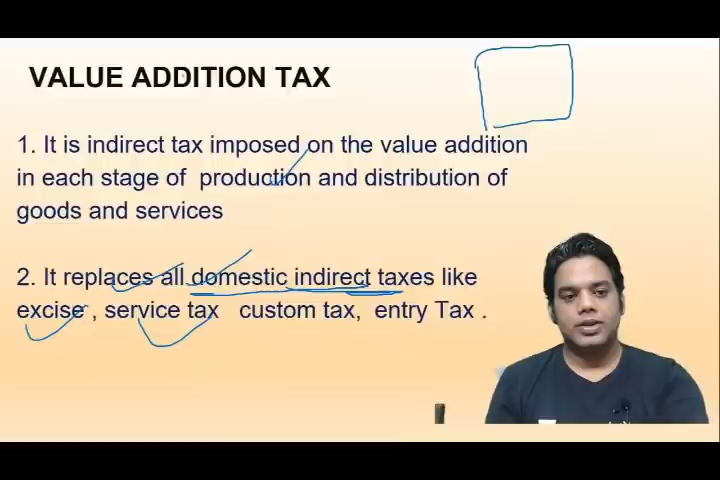 VALUE ADDITION TAX
1. It is indirect tax imposed on the value addition
in each stage of production and distribution of
goods and services
2. It replaces all domestic indirect taxes like
excise , service tax custom tax, entry Tax .